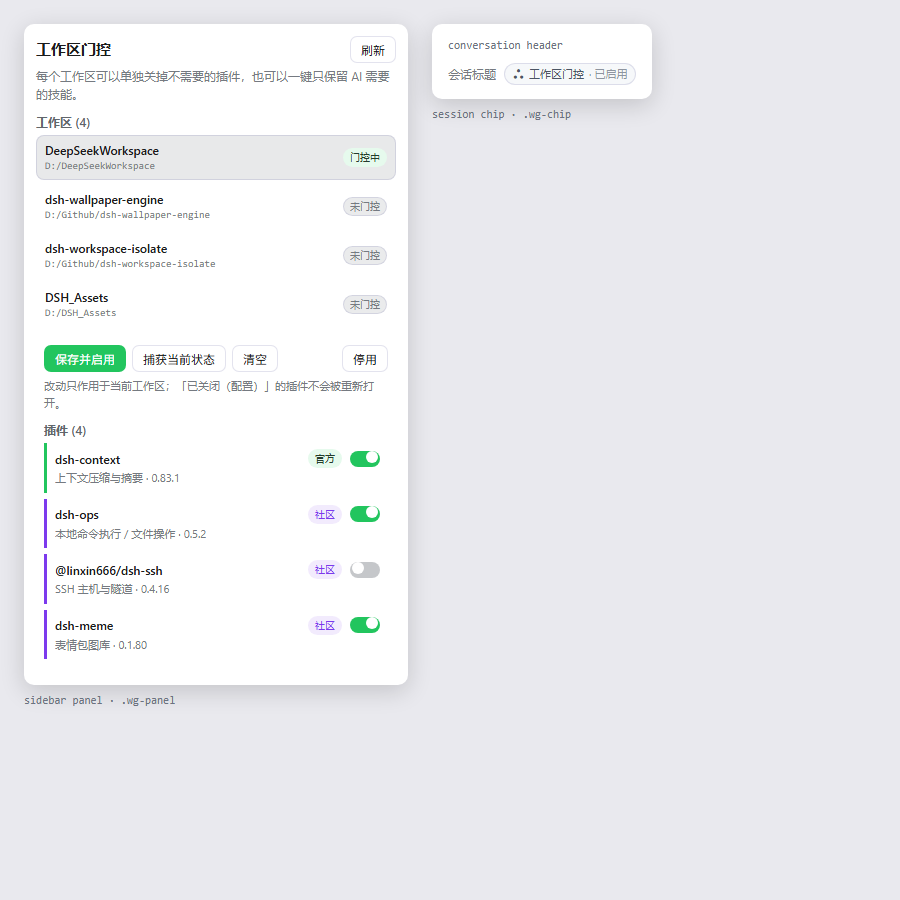 工作区门控
刷新
每个工作区可以单独关掉不需要的插件，也可以一键只保留 AI 需要
的技能。
工作区 (4)
DeepSeekWorkspace
门控中
D:/DeepSeekWorkspace
dsh-wallpaper-engine
未门控
D:/Github/dsh-wallpaper-engine
dsh-workspace-isolate
未门控
D:/Github/dsh-workspace-isolate
DSH_Assets
未门控
D:/DSH_Assets
保存并启用
捕获当前状态
清空
停用
改动只作用于当前工作区；「已关闭（配置）」的插件不会被重新打
开。
插件 (4)
dsh-context
官方
上下文压缩与摘要 · 0.83.1
dsh-ops
社区
本地命令执行 / 文件操作 · 0.5.2
@linxin666/dsh-ssh
社区
SSH 主机与隧道 · 0.4.16
dsh-meme
社区
表情包图库 · 0.1.80
sidebar panel · .wg-panel
conversation header
会话标题
工作区门控 · 已启用
session chip · .wg-chip